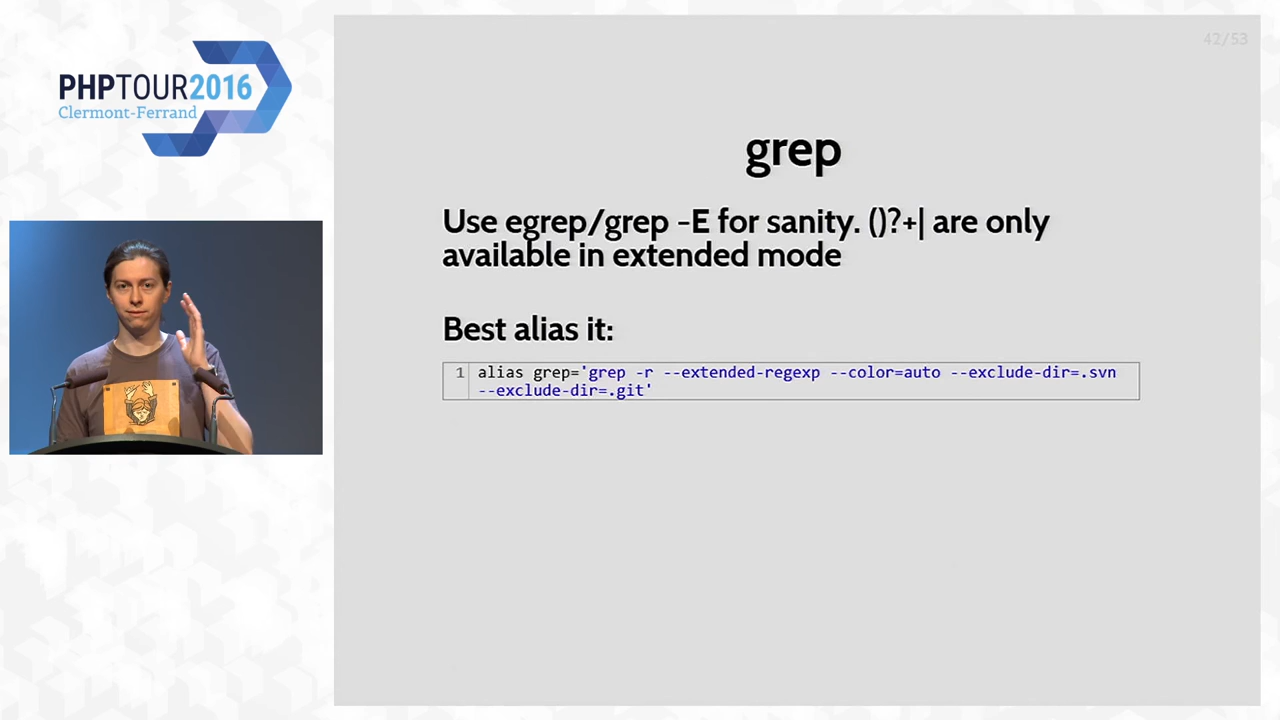 PHPTOUR2016
Clermont-Ferrand
42/53
grep
Use egrep/grep -E for sanity. ()?+| are only
available in extended mode
Best alias it:
1 alias grep='grep -r --extended-regexp --color=auto --exclude-dir=.svn
--exclude-dir=.git'